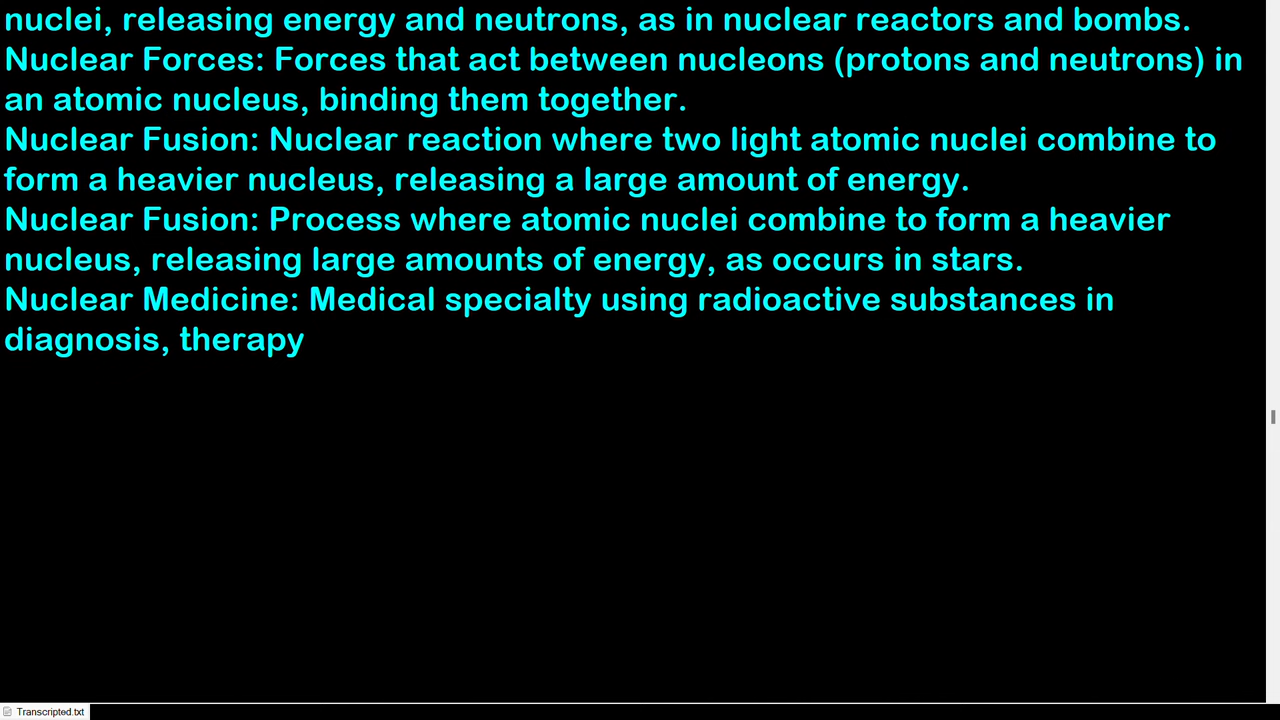 nuclei, releasing energy and neutrons, as in nuclear reactors and bombs.
Nuclear Forces: Forces that act between nucleons (protons and neutrons) in
an atomic nucleus, binding them together.
Nuclear Fusion: Nuclear reaction where two light atomic nuclei combine to
form a heavier nucleus, releasing a large amount of energy.
Nuclear Fusion: Process where atomic nuclei combine to form a heavier
nucleus, releasing large amounts of energy, as occurs in stars.
Nuclear Medicine: Medical specialty using radioactive substances in
diagnosis, therapy
Transcripted.txt